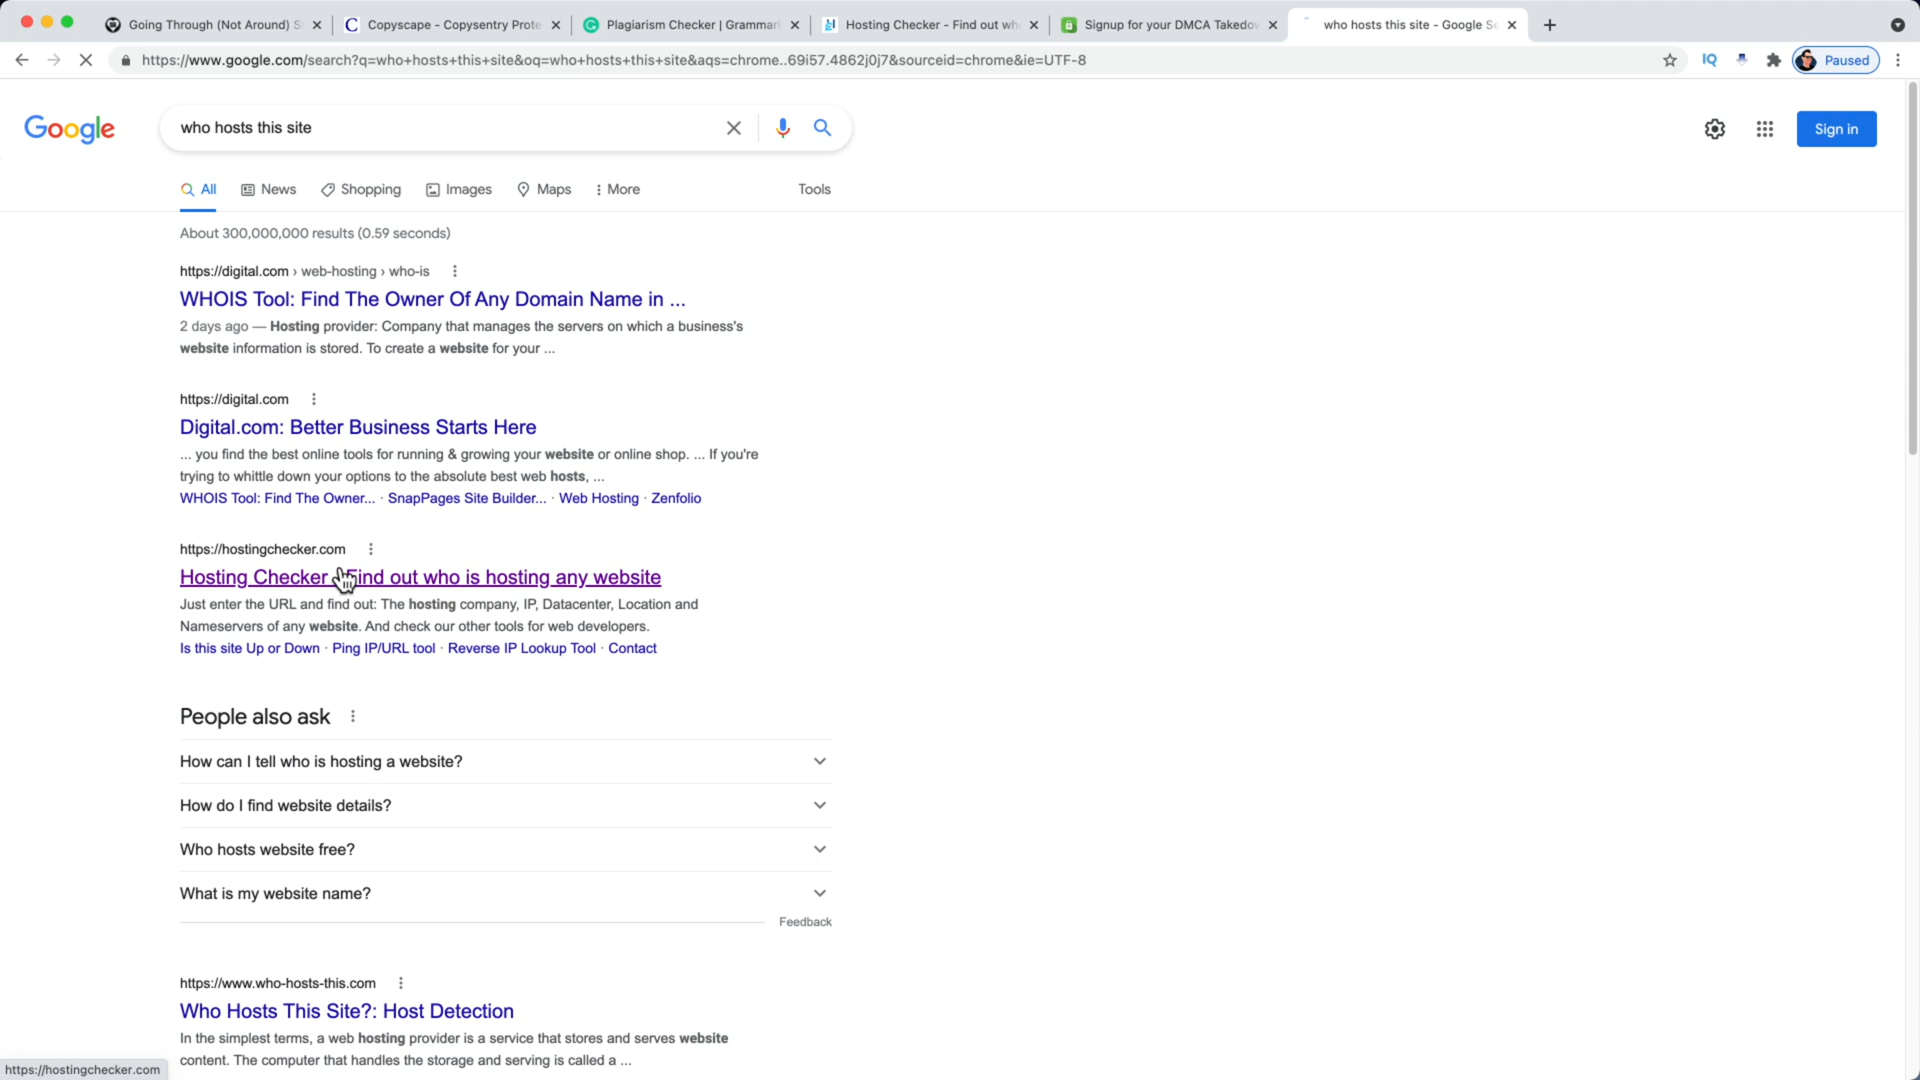 Going Through (Not Around) S
Copyscape - Copysentry Prote
Plagiarism Checker | Grammar
Hosting Checker - Find out wh
Signup for your DMCA Takedov
who hosts this site - Google Se
https://www.google.com/search?q=who+hosts+this+site&oq=who+hosts+this+site&aqs=chrome..69i57.4862j0j7&sourceid=chrome&ie=UTF-8
IQ
Paused
Google
who hosts this site
Sign in
All
News
Shopping
Images
Maps
More
Tools
About 300,000,000 results (0.59 seconds)
https://digital.com › web-hosting › who-is
WHOIS Tool: Find The Owner Of Any Domain Name in ...
2 days ago — Hosting provider: Company that manages the servers on which a business's
website information is stored. To create a website for your ...
https://digital.com
Digital.com: Better Business Starts Here
... you find the best online tools for running & growing your website or online shop. ... If you're
trying to whittle down your options to the absolute best web hosts, ...
WHOIS Tool: Find The Owner... · SnapPages Site Builder... · Web Hosting · Zenfolio
https://hostingchecker.com
Hosting Checker - Find out who is hosting any website
Just enter the URL and find out: The hosting company, IP, Datacenter, Location and
Nameservers of any website. And check our other tools for web developers.
Is this site Up or Down · Ping IP/URL tool · Reverse IP Lookup Tool · Contact
People also ask
How can I tell who is hosting a website?
How do I find website details?
Who hosts website free?
What is my website name?
Feedback
https://www.who-hosts-this.com
Who Hosts This Site?: Host Detection
In the simplest terms, a web hosting provider is a service that stores and serves website
content. The computer that handles the storage and serving is called a ...
https://hostingchecker.com